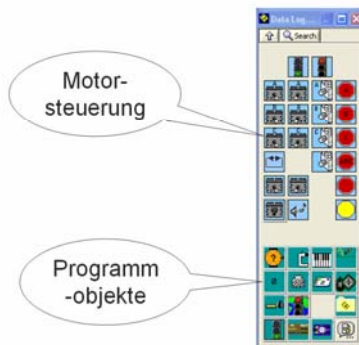 Data Log...
Search
Motor-
steuerung
Programm
-objekte